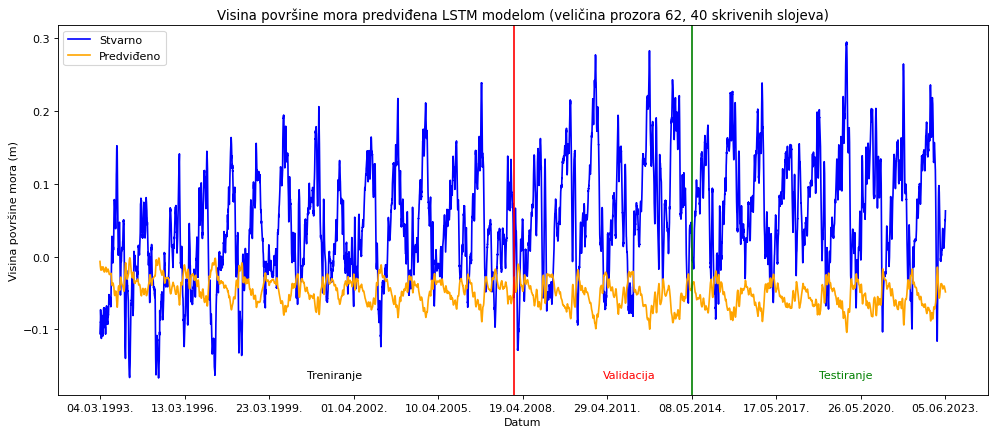 Visina površine mora predviđena LSTM modelom (veličina prozora 62, 40 skrivenih slojeva)
Stvarno
Predviđeno
Visina površine mora (m)
0.3
0.2
0.1
0.0
−0.1
Treniranje
Validacija
Testiranje
04.03.1993. 13.03.1996. 23.03.1999. 01.04.2002. 10.04.2005. 19.04.2008. 29.04.2011. 08.05.2014. 17.05.2017. 26.05.2020. 05.06.2023.
Datum